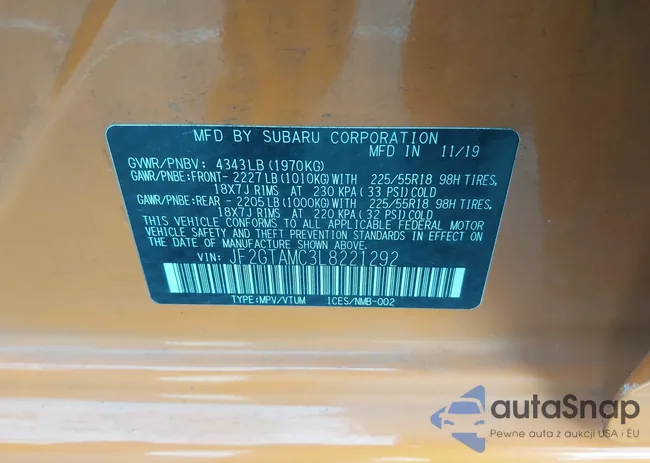 MFD BY SUBARU CORPORATION
MFD IN 11/19
GVWR/PNBV: 4343LB(1970KG)
GAWR/PNBE:FRONT-2227LB(1010KG)WITH 225/55R18 98H TIRES,
18X7J RIMS AT 230 KPA(33 PSI)COLD
GAWR/PNBE:REAR -2205LB(1000KG)WITH 225/55R18 98H TIRES,
18X7J RIMS AT 220 KPA(32 PSI)COLD
THIS VEHICLE CONFORMS TO ALL APPLICABLE FEDERAL MOTOR
VEHICLE SAFETY AND THEFT PREVENTION STANDARDS IN EFFECT
ON THE DATE OF MANUFACTURE SHOWN ABOVE.
VIN: JF2GTAMC3L8221292
TYPE:MPV/VTUM ICES/NMB-002
autaSnap
Pewne auta z aukcji USA i EU